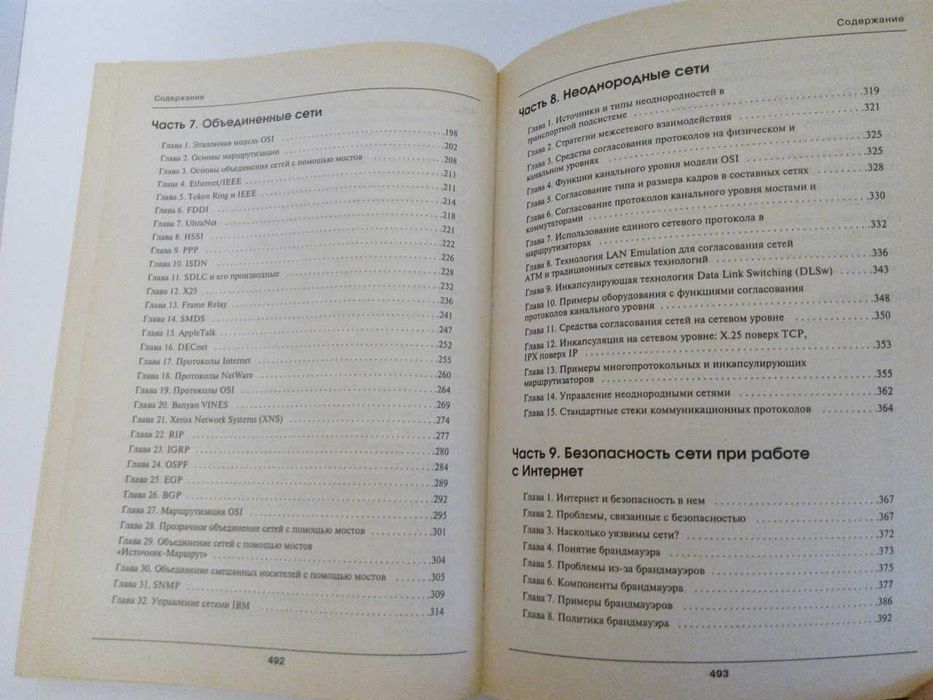 Содержание
Часть 7. Объединенные сети
Глава 1. Эталонная модель OSI ..... 198
Глава 2. Основы маршрутизации ..... 202
Глава 3. Основы объединения сетей с помощью мостов ..... 208
Глава 4. Ethernet/IEEE ..... 211
Глава 5. Token Ring и IEEE ..... 211
Глава 6. FDDI ..... 214
Глава 7. UltraNet ..... 218
Глава 8. HSSI ..... 221
Глава 9. PPP ..... 222
Глава 10. ISDN ..... 226
Глава 11. SDLC и его производные ..... 228
Глава 12. X25 ..... 232
Глава 13. Frame Relay ..... 236
Глава 14. SMDS ..... 241
Глава 15. AppleTalk ..... 247
Глава 16. DECnet ..... 252
Глава 17. Протоколы Internet ..... 255
Глава 18. Протоколы NetWare ..... 260
Глава 19. Протоколы OSI ..... 264
Глава 20. Banyan VINES ..... 269
Глава 21. Xerox Network Systems (XNS) ..... 274
Глава 22. RIP ..... 277
Глава 23. IGRP ..... 280
Глава 24. OSPF ..... 284
Глава 25. EGP ..... 289
Глава 26. BGP ..... 292
Глава 27. Маршрутизация OSI ..... 295
Глава 28. Прозрачное объединение сетей с помощью мостов ..... 301
Глава 29. Объединение сетей с помощью мостов
«Источник-Маршрут» ..... 304
Глава 30. Объединение смешанных носителей с помощью мостов ..... 305
Глава 31. SNMP ..... 309
Глава 32. Управление сетями IBM ..... 314
492
Содержание
Часть 8. Неоднородные сети
Глава 1. Источники и типы неоднородностей в
транспортной подсистеме ..... 319
Глава 2. Стратегии межсетевого взаимодействия ..... 321
Глава 3. Средства согласования протоколов на физическом и
канальном уровнях ..... 325
Глава 4. Функции канального уровня модели OSI ..... 325
Глава 5. Согласование типа и размера кадров в составных сетях ..... 328
Глава 6. Согласование протоколов канального уровня мостами и
коммутаторами ..... 330
Глава 7. Использование единого сетевого протокола в
маршрутизаторах ..... 332
Глава 8. Технология LAN Emulation для согласования сетей
ATM и традиционных сетевых технологий ..... 336
Глава 9. Инкапсулирующая технология Data Link Switching (DLSw) ..... 343
Глава 10. Примеры оборудования с функциями согласования
протоколов канального уровня ..... 348
Глава 11. Средства согласования сетей на сетевом уровне ..... 350
Глава 12. Инкапсуляция на сетевом уровне: X.25 поверх TCP,
IPX поверх IP ..... 353
Глава 13. Примеры многопротокольных и инкапсулирующих
маршрутизаторов ..... 355
Глава 14. Управление неоднородными сетями ..... 362
Глава 15. Стандартные стеки коммуникационных протоколов ..... 364
Часть 9. Безопасность сети при работе
с Интернет
Глава 1. Интернет и безопасность в нем ..... 367
Глава 2. Проблемы, связанные с безопасностью ..... 367
Глава 3. Насколько уязвимы сети? ..... 372
Глава 4. Понятие брандмауэра ..... 373
Глава 5. Проблемы из-за брандмауэров ..... 375
Глава 6. Компоненты брандмауэра ..... 377
Глава 7. Примеры брандмауэров ..... 386
Глава 8. Политика брандмауэра ..... 392
493